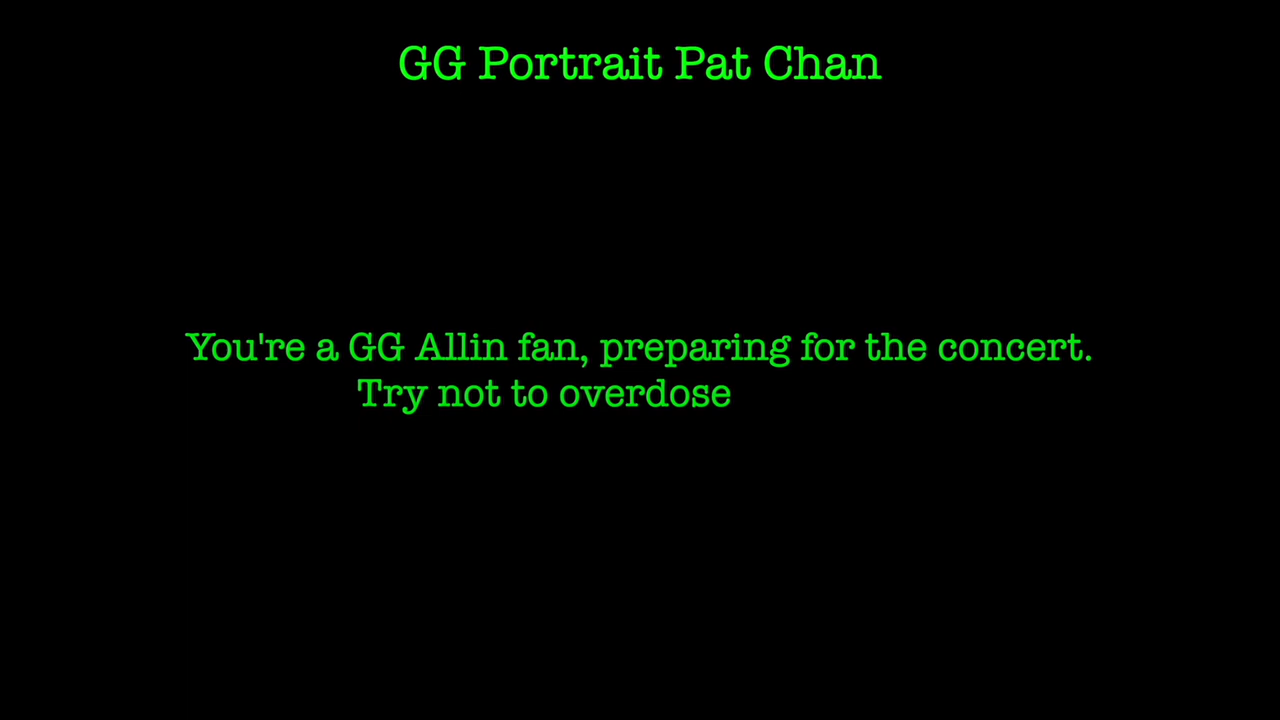 GG Portrait Pat Chan
You're a GG Allin fan, preparing for the concert.
Try not to overdose